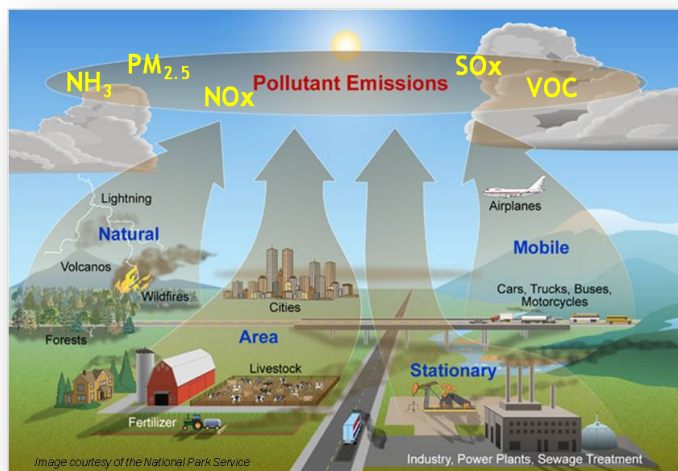 NH3
PM2.5
NOx
Pollutant Emissions
SOx
VOC
Lightning
Natural
Volcanos
Wildfires
Forests
Airplanes
Mobile
Cars, Trucks, Buses,
Motorcycles
Cities
Area
Livestock
Fertilizer
Stationary
Industry, Power Plants, Sewage Treatment
Image courtesy of the National Park Service